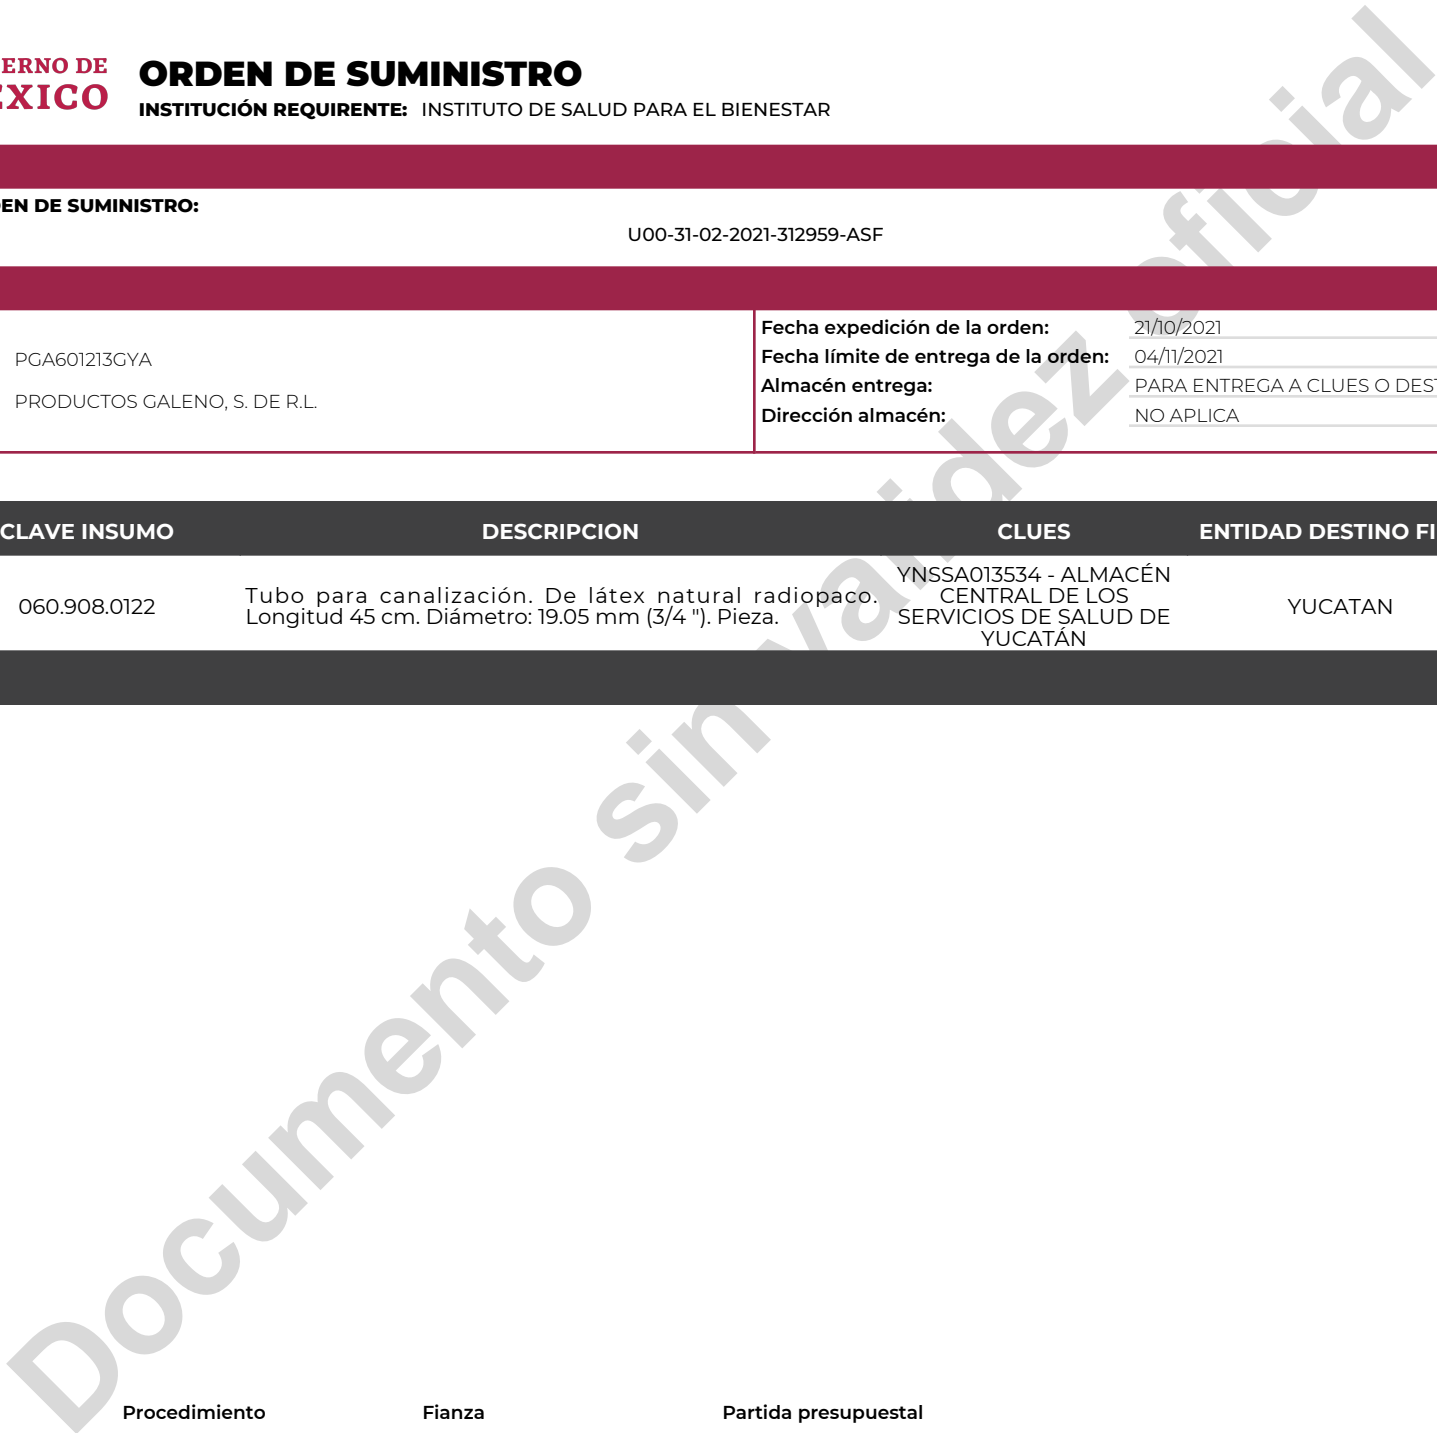 ERNO DE
EXICO
ORDEN DE SUMINISTRO
INSTITUCIÓN REQUIRENTE: INSTITUTO DE SALUD PARA EL BIENESTAR
EN DE SUMINISTRO:
U00-31-02-2021-312959-ASF
PGA601213GYA
PRODUCTOS GALENO, S. DE R.L.
Fecha expedición de la orden: 21/10/2021
Fecha límite de entrega de la orden: 04/11/2021
Almacén entrega: PARA ENTREGA A CLUES O DEST
Dirección almacén: NO APLICA
CLAVE INSUMO DESCRIPCION CLUES ENTIDAD DESTINO FI
060.908.0122
Tubo para canalización. De látex natural radiopaco.
Longitud 45 cm. Diámetro: 19.05 mm (3/4 "). Pieza.
YNSSA013534 - ALMACÉN
CENTRAL DE LOS
SERVICIOS DE SALUD DE
YUCATÁN
YUCATAN
Documento sin validez oficial
Procedimiento Fianza Partida presupuestal